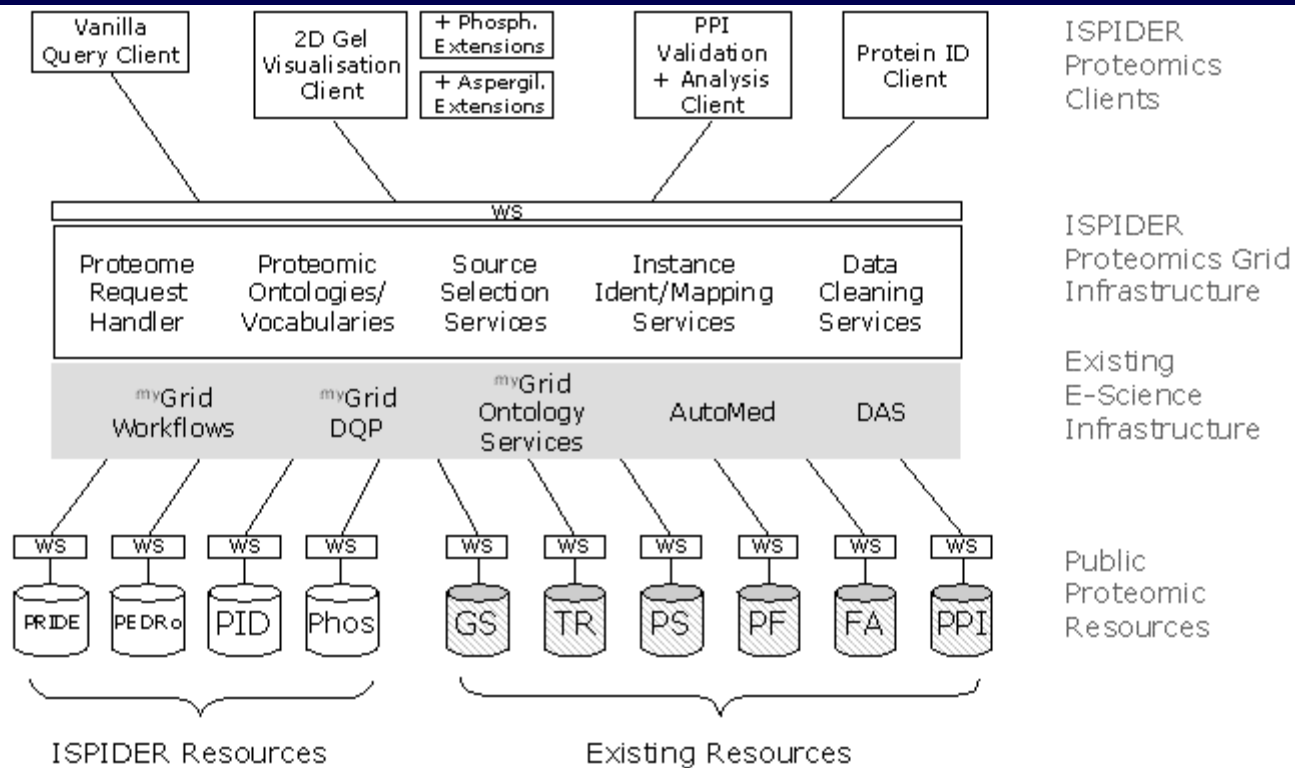 Vanilla
Query Client
2D Gel
Visualisation
Client
+ Phosph.
Extensions
+ Aspergil.
Extensions
PPI
Validation
+ Analysis
Client
Protein ID
Client
ISPIDER
Proteomics
Clients
WS
Proteome
Request
Handler
Proteomic
Ontologies/
Vocabularies
Source
Selection
Services
Instance
Ident/Mapping
Services
Data
Cleaning
Services
ISPIDER
Proteomics Grid
Infrastructure
myGrid
Workflows
myGrid
DQP
myGrid
Ontology
Services
AutoMed
DAS
Existing
E-Science
Infrastructure
WS WS WS WS WS WS WS WS WS WS
PRIDE PEDRo PID Phos GS TR PS PF FA PPI
Public
Proteomic
Resources
ISPIDER Resources
Existing Resources